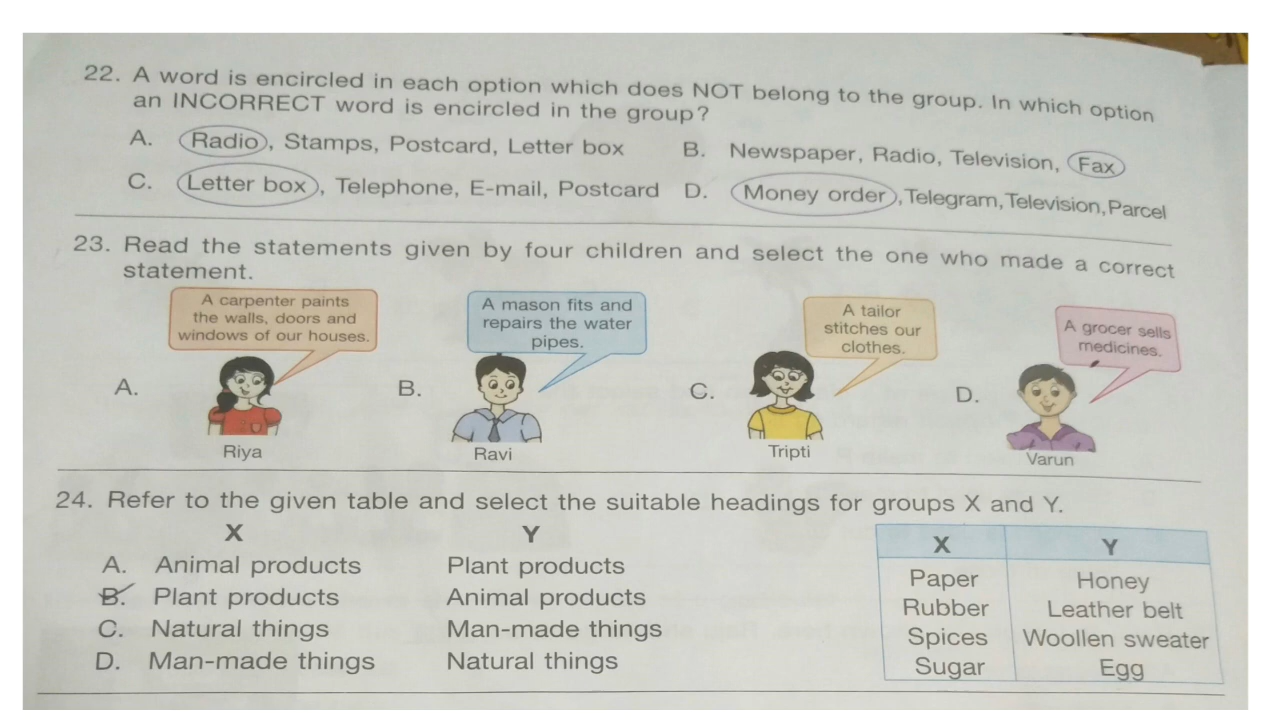 22. A word is encircled in each option which does NOT belong to the group. In which option
an INCORRECT word is encircled in the group?
A. Radio, Stamps, Postcard, Letter box B. Newspaper, Radio, Television, Fax
C. Letter box, Telephone, E-mail, Postcard D. Money order, Telegram, Television, Parcel
23. Read the statements given by four children and select the one who made a correct
statement.
A carpenter paints
the walls, doors and
windows of our houses.
A.
Riya
A mason fits and
repairs the water
pipes.
B.
Ravi
A tailor
stitches our
clothes.
C.
Tripti
A grocer sells
medicines.
D.
Varun
24. Refer to the given table and select the suitable headings for groups X and Y.
X Y
A. Animal products Plant products
B. Plant products Animal products
C. Natural things Man-made things
D. Man-made things Natural things
X Y
Paper Honey
Rubber Leather belt
Spices Woollen sweater
Sugar Egg